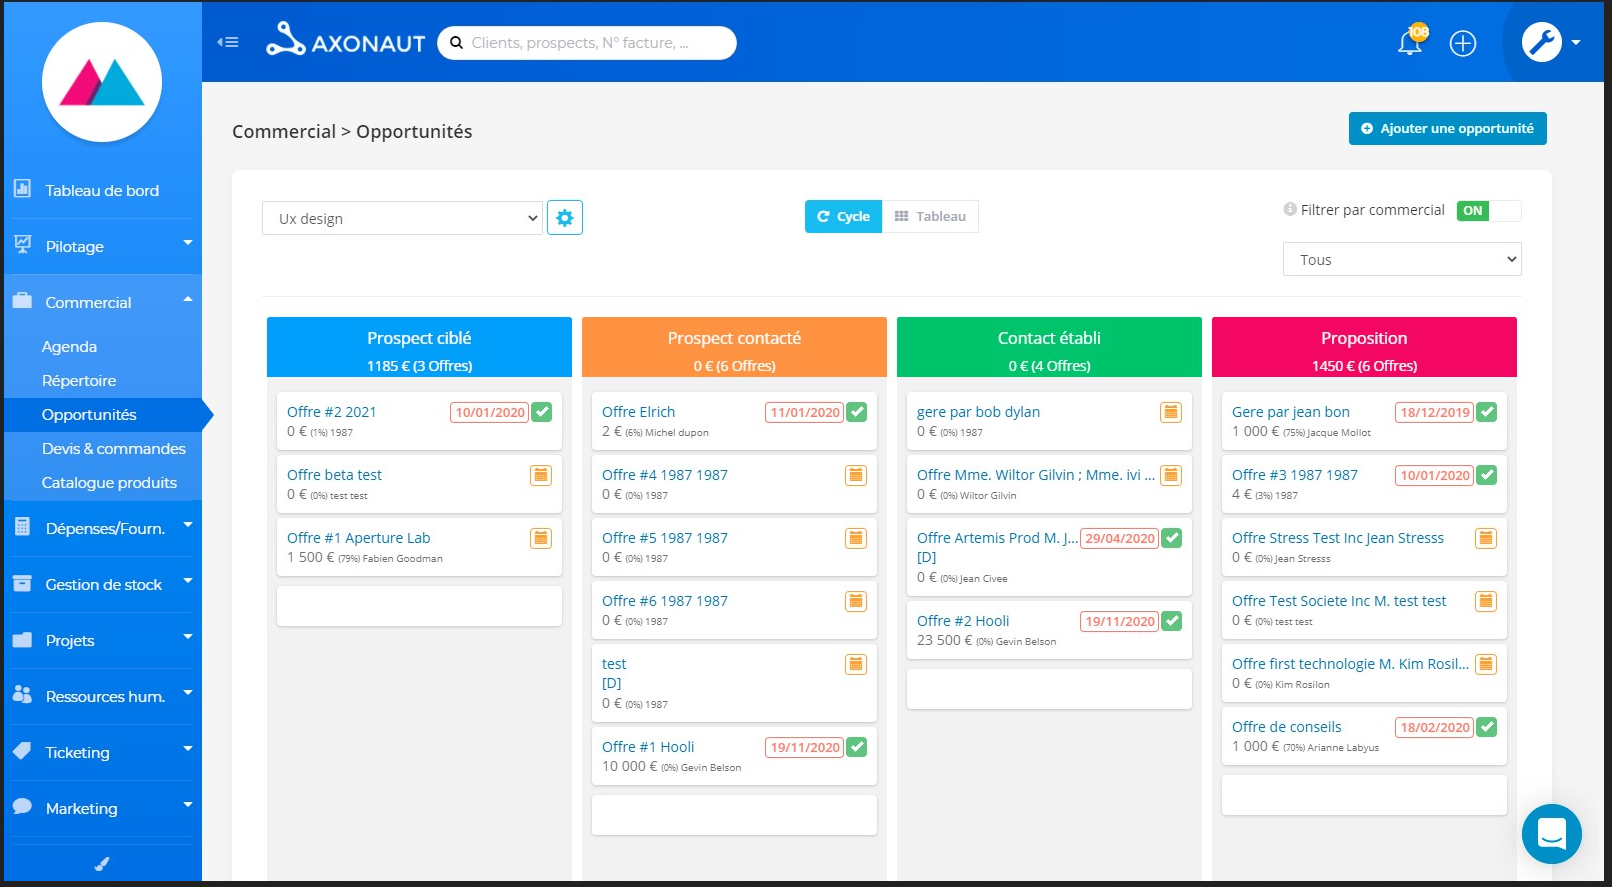 AXONAUT
Clients, prospects, N° facture, ...
108
Tableau de bord
Pilotage
Commercial
Agenda
Répertoire
Opportunités
Devis & commandes
Catalogue produits
Dépenses/Fourn.
Gestion de stock
Projets
Ressources hum.
Ticketing
Marketing
Commercial > Opportunités
Ajouter une opportunité
Ux design
Cycle
Tableau
Filtrer par commercial
ON
Tous
Prospect ciblé
1185 € (3 Offres)
Offre #2 2021
10/01/2020
0 € (1%) 1987
Offre beta test
0 € (0%) test test
Offre #1 Aperture Lab
1 500 € (79%) Fabien Goodman
Prospect contacté
0 € (6 Offres)
Offre Elrich
11/01/2020
2 € (6%) Michel dupon
Offre #4 1987 1987
0 € (0%) 1987
Offre #5 1987 1987
0 € (0%) 1987
Offre #6 1987 1987
0 € (0%) 1987
test
[D]
0 € (0%) 1987
Offre #1 Hooli
19/11/2020
10 000 € (0%) Gevin Belson
Contact établi
0 € (4 Offres)
gere par bob dylan
0 € (0%) 1987
Offre Mme. Wiltor Gilvin ; Mme. ivi ...
0 € (0%) Wiltor Gilvin
Offre Artemis Prod M. J...
29/04/2020
[D]
0 € (0%) Jean Civee
Offre #2 Hooli
19/11/2020
23 500 € (0%) Gevin Belson
Proposition
1450 € (6 Offres)
Gere par jean bon
18/12/2019
1 000 € (75%) Jacque Mollot
Offre #3 1987 1987
10/01/2020
4 € (3%) 1987
Offre Stress Test Inc Jean Stresss
0 € (0%) Jean Stresss
Offre Test Societe Inc M. test test
0 € (0%) test test
Offre first technologie M. Kim Rosil...
0 € (0%) Kim Rosilon
Offre de conseils
18/02/2020
1 000 € (70%) Arianne Labyus